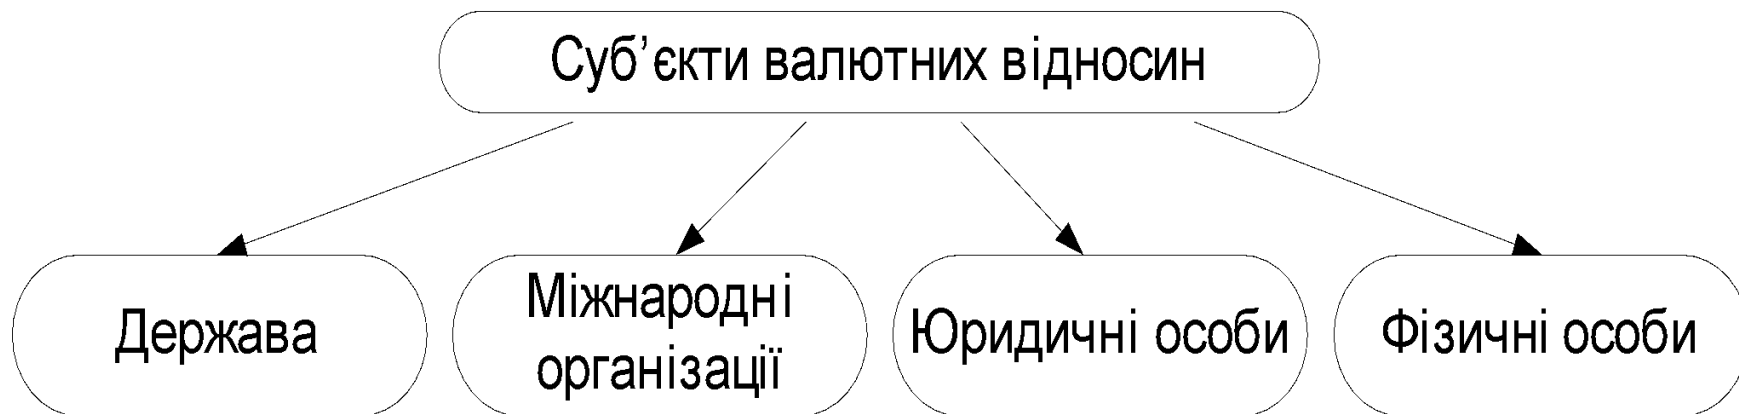 Суб’єкти валютних відносин
Держава
Міжнародні
організації
Юридичні особи
Фізичні особи